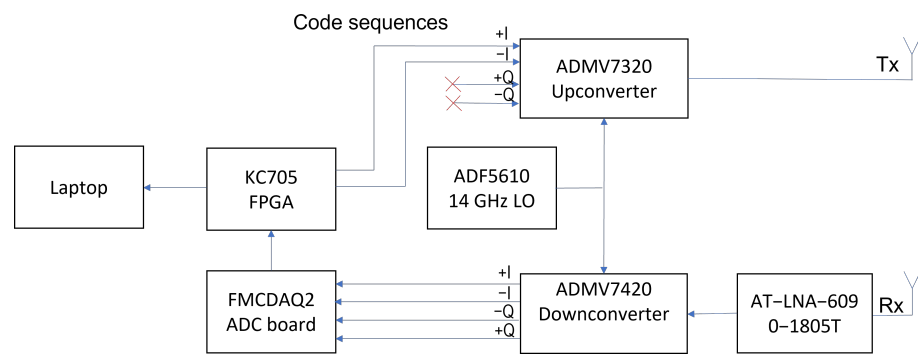 Code sequences
+I
−I
+Q
−Q
ADMV7320
Upconverter
Tx
Laptop
KC705
FPGA
ADF5610
14 GHz LO
FMCDAQ2
ADC board
+I
−I
−Q
+Q
ADMV7420
Downconverter
AT−LNA−609
0−1805T
Rx